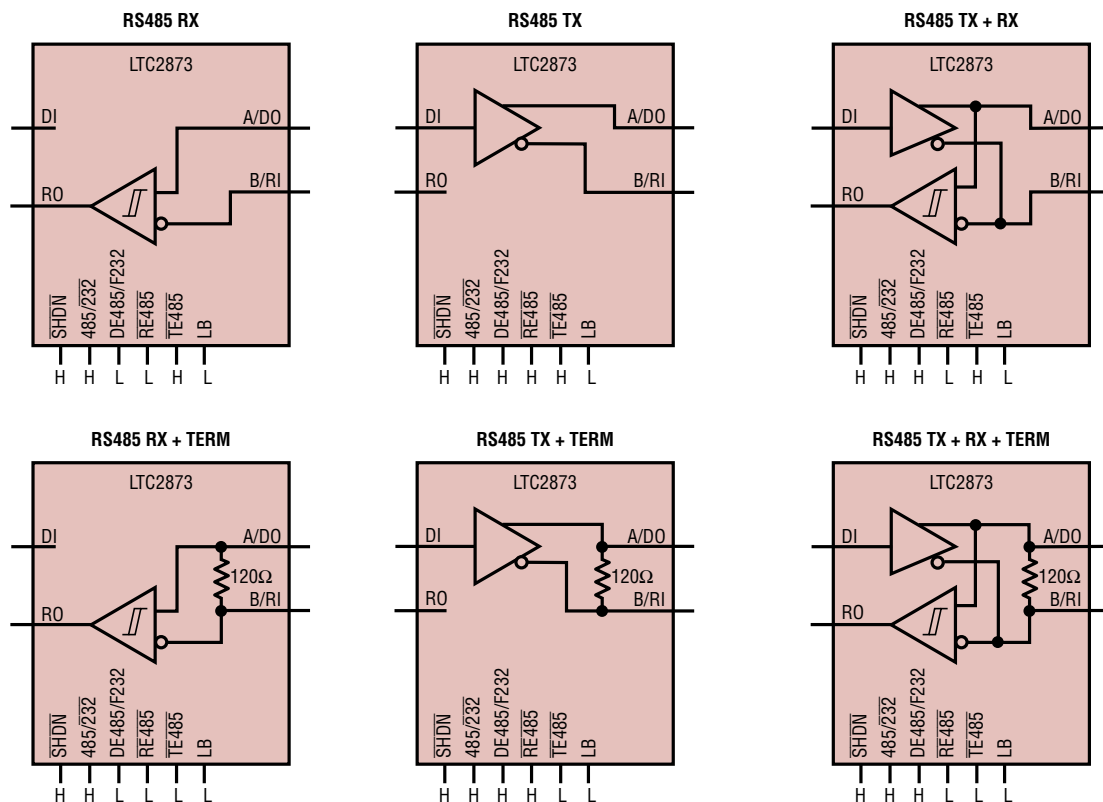 RS485 RX
LTC2873
DI
A/DO
RO
B/RI
SHDN
485/232
DE485/F232
RE485
TE485
LB
H H L L H L
RS485 TX
LTC2873
DI
A/DO
RO
B/RI
SHDN
485/232
DE485/F232
RE485
TE485
LB
H H H H H L
RS485 TX + RX
LTC2873
DI
A/DO
RO
B/RI
SHDN
485/232
DE485/F232
RE485
TE485
LB
H H H L H L
RS485 RX + TERM
LTC2873
DI
A/DO
120Ω
RO
B/RI
SHDN
485/232
DE485/F232
RE485
TE485
LB
H H L L L L
RS485 TX + TERM
LTC2873
DI
A/DO
120Ω
RO
B/RI
SHDN
485/232
DE485/F232
RE485
TE485
LB
H H H H L L
RS485 TX + RX + TERM
LTC2873
DI
A/DO
120Ω
RO
B/RI
SHDN
485/232
DE485/F232
RE485
TE485
LB
H H H L L L